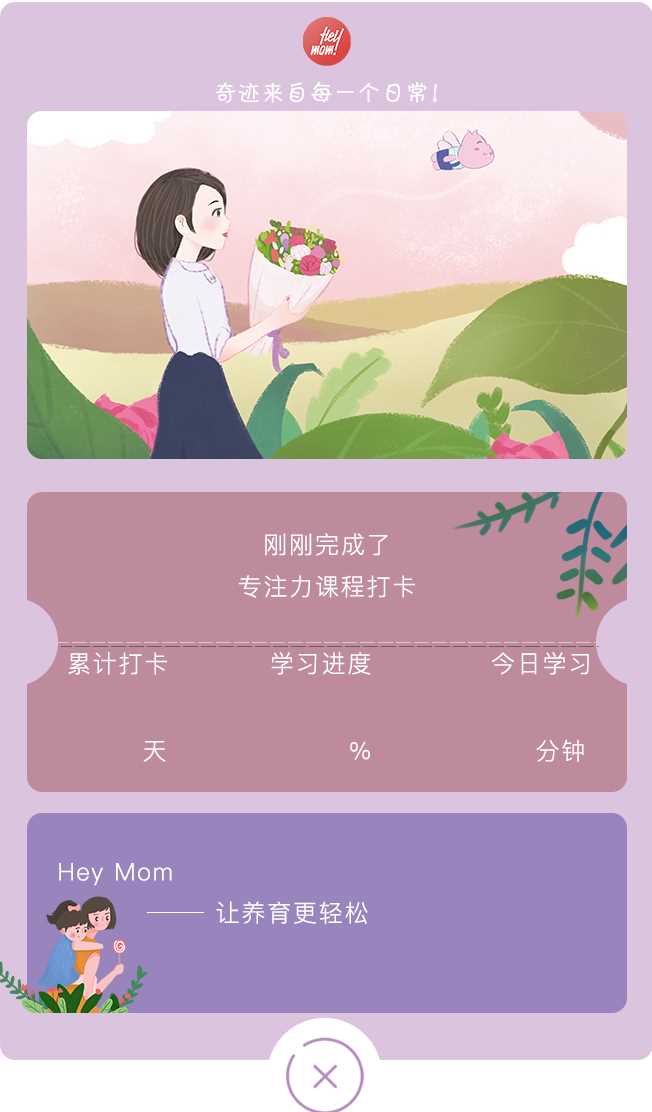 Hey
mom!
奇迹来自每一个日常!
刚刚完成了
专注力课程打卡
累计打卡 学习进度 今日学习
天 % 分钟
Hey Mom
—— 让养育更轻松